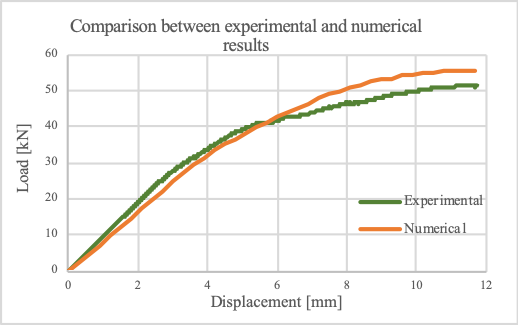 Comparison between experimental and numerical
results
60
50
40
30
20
10
0
Load [kN]
Experimental
Numerical
0 2 4 6 8 10 12
Displacement [mm]